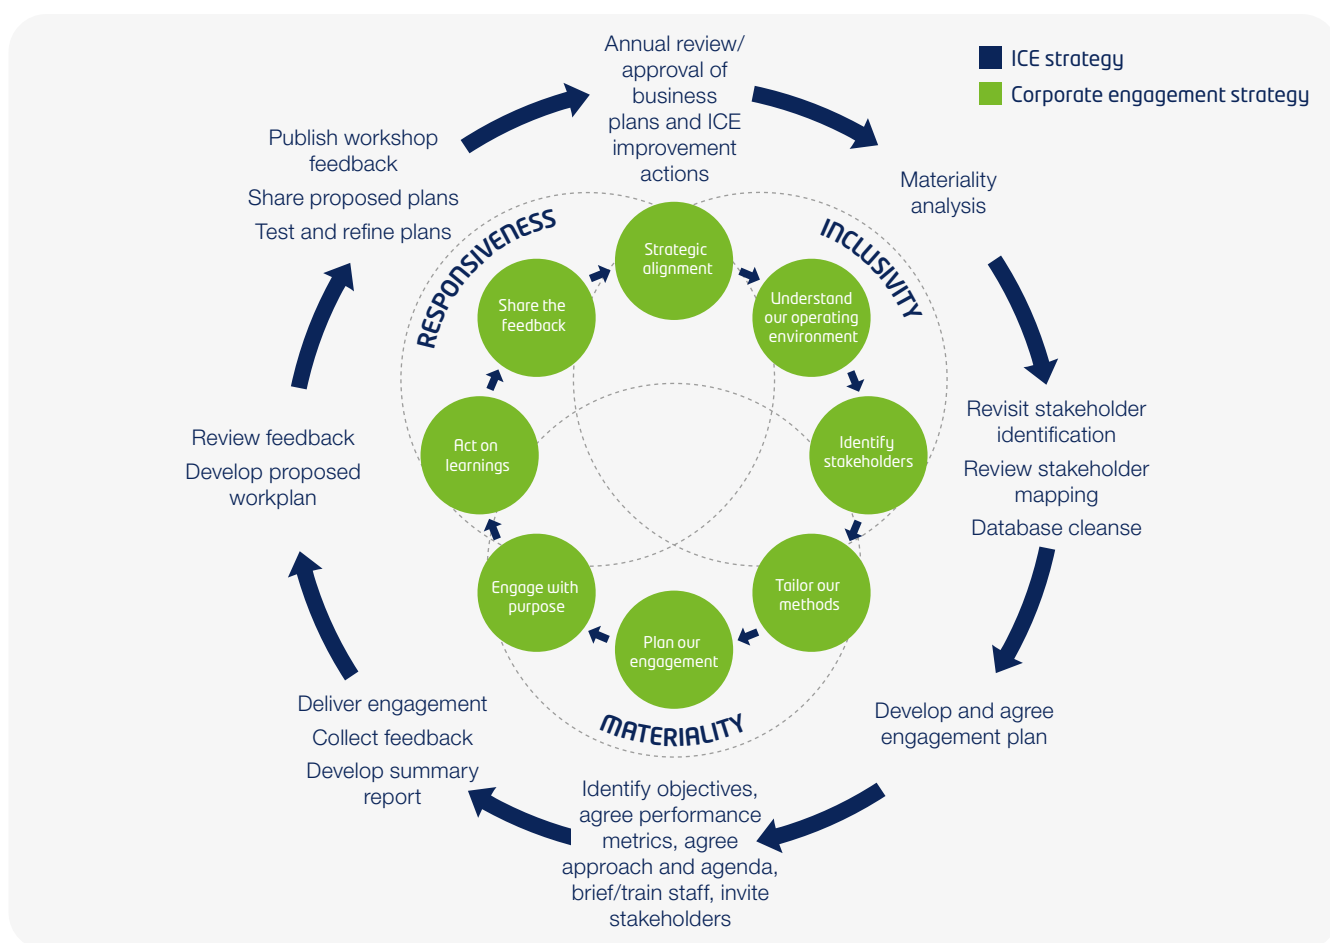 Annual review/
approval of
business
plans and ICE
improvement
actions
ICE strategy
Corporate engagement strategy
Materiality
analysis
Revisit stakeholder
identification
Review stakeholder
mapping
Database cleanse
Develop and agree
engagement plan
Identify objectives,
agree performance
metrics, agree
approach and agenda,
brief/train staff, invite
stakeholders
Deliver engagement
Collect feedback
Develop summary
report
Review feedback
Develop proposed
workplan
Publish workshop
feedback
Share proposed plans
Test and refine plans
RESPONSIVENESS
INCLUSIVITY
MATERIALITY
Strategic
alignment
Understand
our operating
environment
Identify
stakeholders
Tailor our
methods
Plan our
engagement
Engage with
purpose
Act on
learnings
Share the
feedback